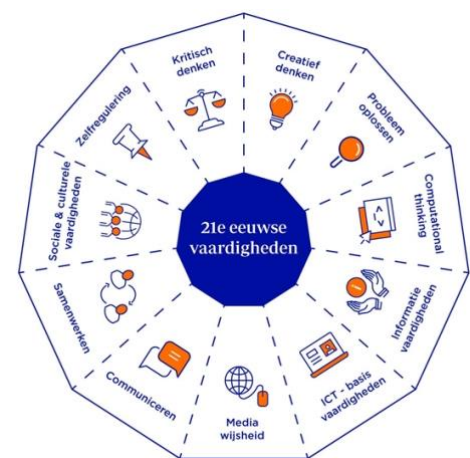 21e eeuwse
vaardigheden
Kritisch
denken
Creatief
denken
Probleem
oplossen
Computational
thinking
Informatie
vaardigheden
ICT - basis
vaardigheden
Media
wijsheid
Communiceren
Samenwerken
Sociale & culturele
vaardigheden
Zelfregulering